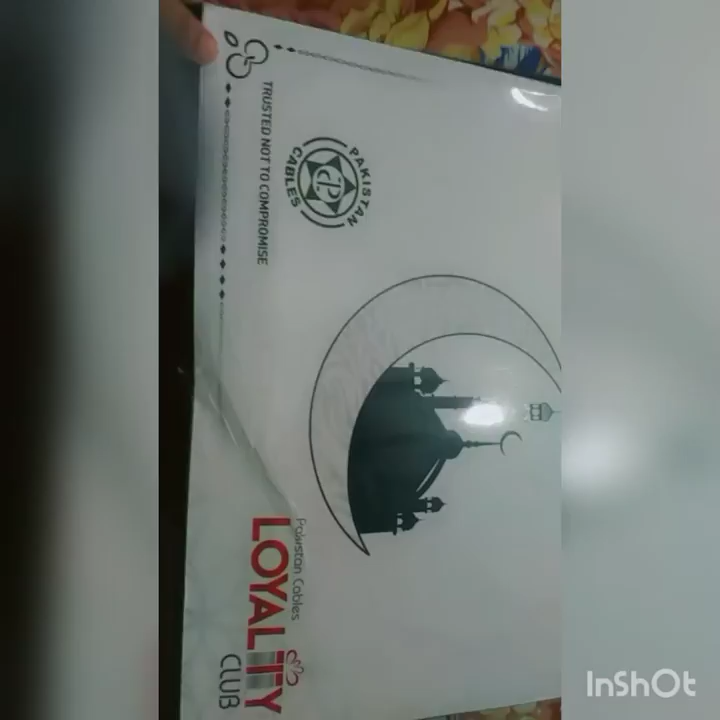 PAKISTAN
CABLES
TRUSTED NOT TO COMPROMISE
Pakistan Cables
LOYALTY
CLUB
InShOt